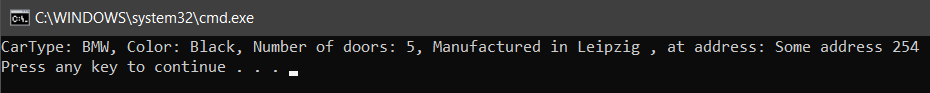 C:\WINDOWS\system32\cmd.exe
CarType: BMW, Color: Black, Number of doors: 5, Manufactured in Leipzig , at address: Some address 254
Press any key to continue . . .